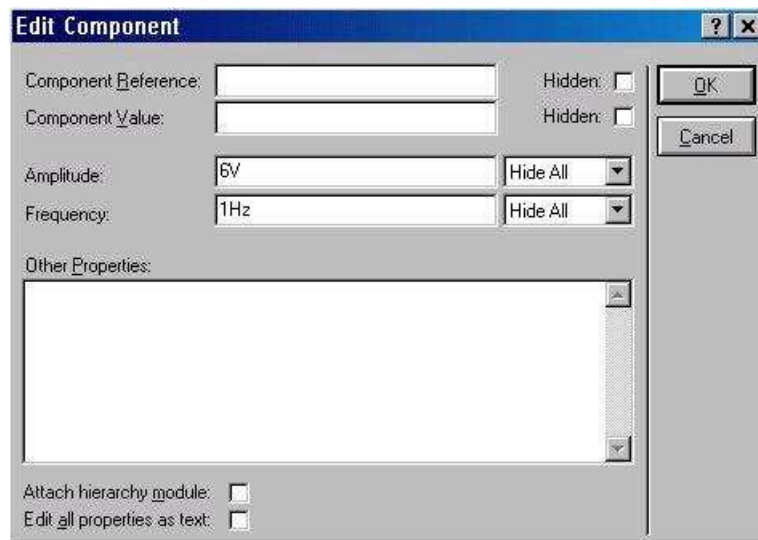 Edit Component
Component Reference: Hidden:
OK
Component Value: Hidden:
Cancel
Amplitude: 6V Hide All
Frequency: 1Hz Hide All
Other Properties:
Attach hierarchy module:
Edit all properties as text: